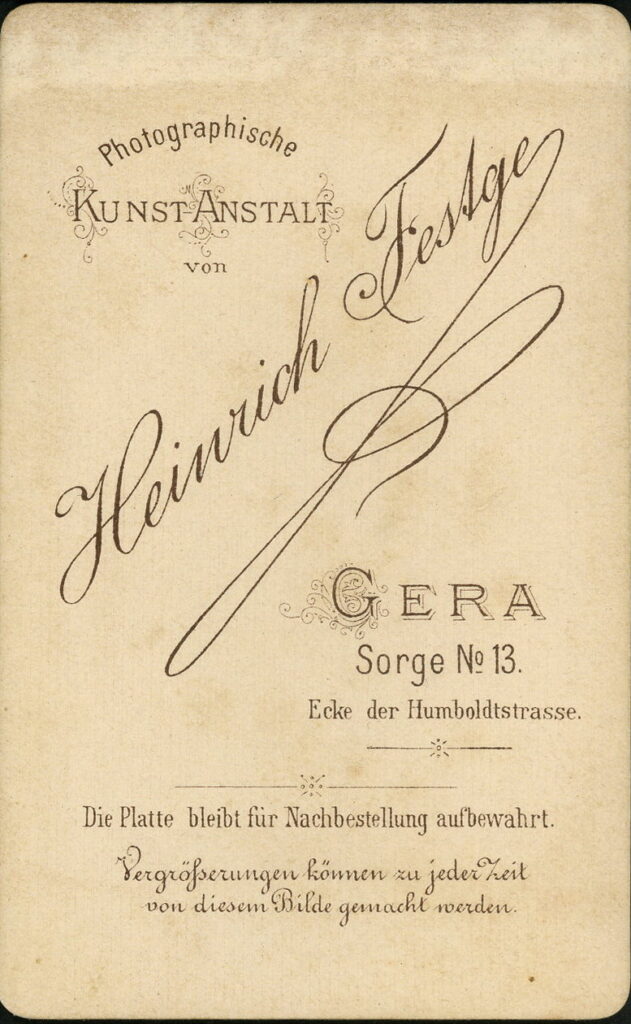 Photographische
KUNST-ANSTALT
von
Heinrich Festge
GERA
Sorge No 13.
Ecke der Humboldtstrasse.
Die Platte bleibt für Nachbestellung aufbewahrt.
Vergrößserungen können zu jeder Zeit
von diesem Bilde gemacht werden.